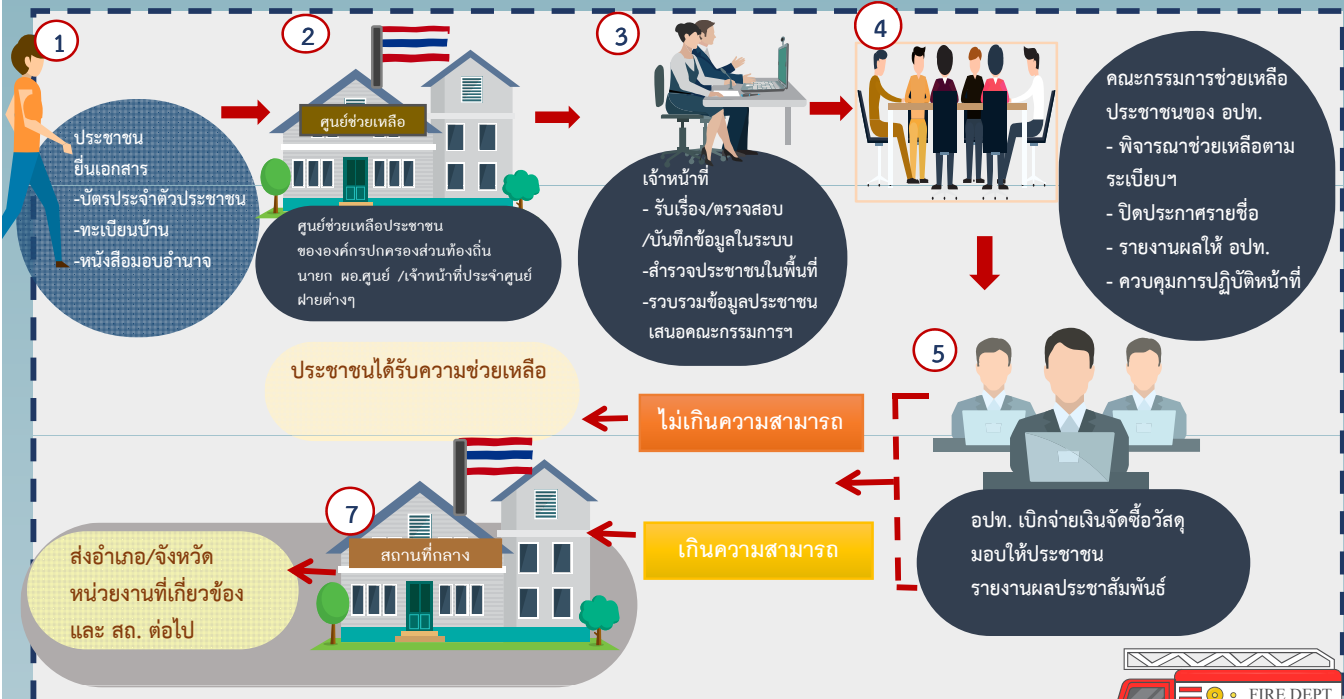 1
ประชาชน
ยื่นเอกสาร
-บัตรประจำตัวประชาชน
-ทะเบียนบ้าน
-หนังสือมอบอำนาจ
2
ศูนย์ช่วยเหลือ
ศูนย์ช่วยเหลือประชาชน
ขององค์กรปกครองส่วนท้องถิ่น
นายก ผอ.ศูนย์ /เจ้าหน้าที่ประจำศูนย์
ฝ่ายต่างๆ
3
เจ้าหน้าที่
- รับเรื่อง/ตรวจสอบ
/บันทึกข้อมูลในระบบ
-สำรวจประชาชนในพื้นที่
-รวบรวมข้อมูลประชาชน
เสนอคณะกรรมการฯ
4
คณะกรรมการช่วยเหลือ
ประชาชนของ อปท.
- พิจารณาช่วยเหลือตาม
ระเบียบฯ
- ปิดประกาศรายชื่อ
- รายงานผลให้ อปท.
- ควบคุมการปฏิบัติหน้าที่
5
อปท. เบิกจ่ายเงินจัดซื้อวัสดุ
มอบให้ประชาชน
รายงานผลประชาสัมพันธ์
ไม่เกินความสามารถ
ประชาชนได้รับความช่วยเหลือ
เกินความสามารถ
7
สถานที่กลาง
ส่งอำเภอ/จังหวัด
หน่วยงานที่เกี่ยวข้อง
และ สถ. ต่อไป
FIRE DEPT